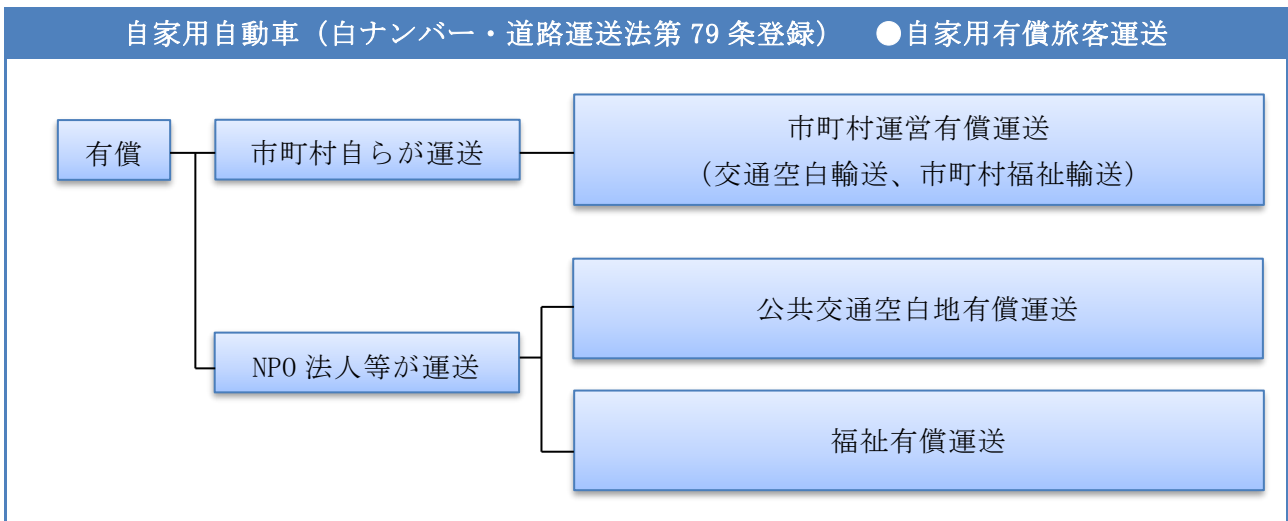 自家用自動車（白ナンバー・道路運送法第 79 条登録） ●自家用有償旅客運送
有償
市町村自らが運送
市町村運営有償運送
（交通空白輸送、市町村福祉輸送）
公共交通空白地有償運送
NPO 法人等が運送
福祉有償運送